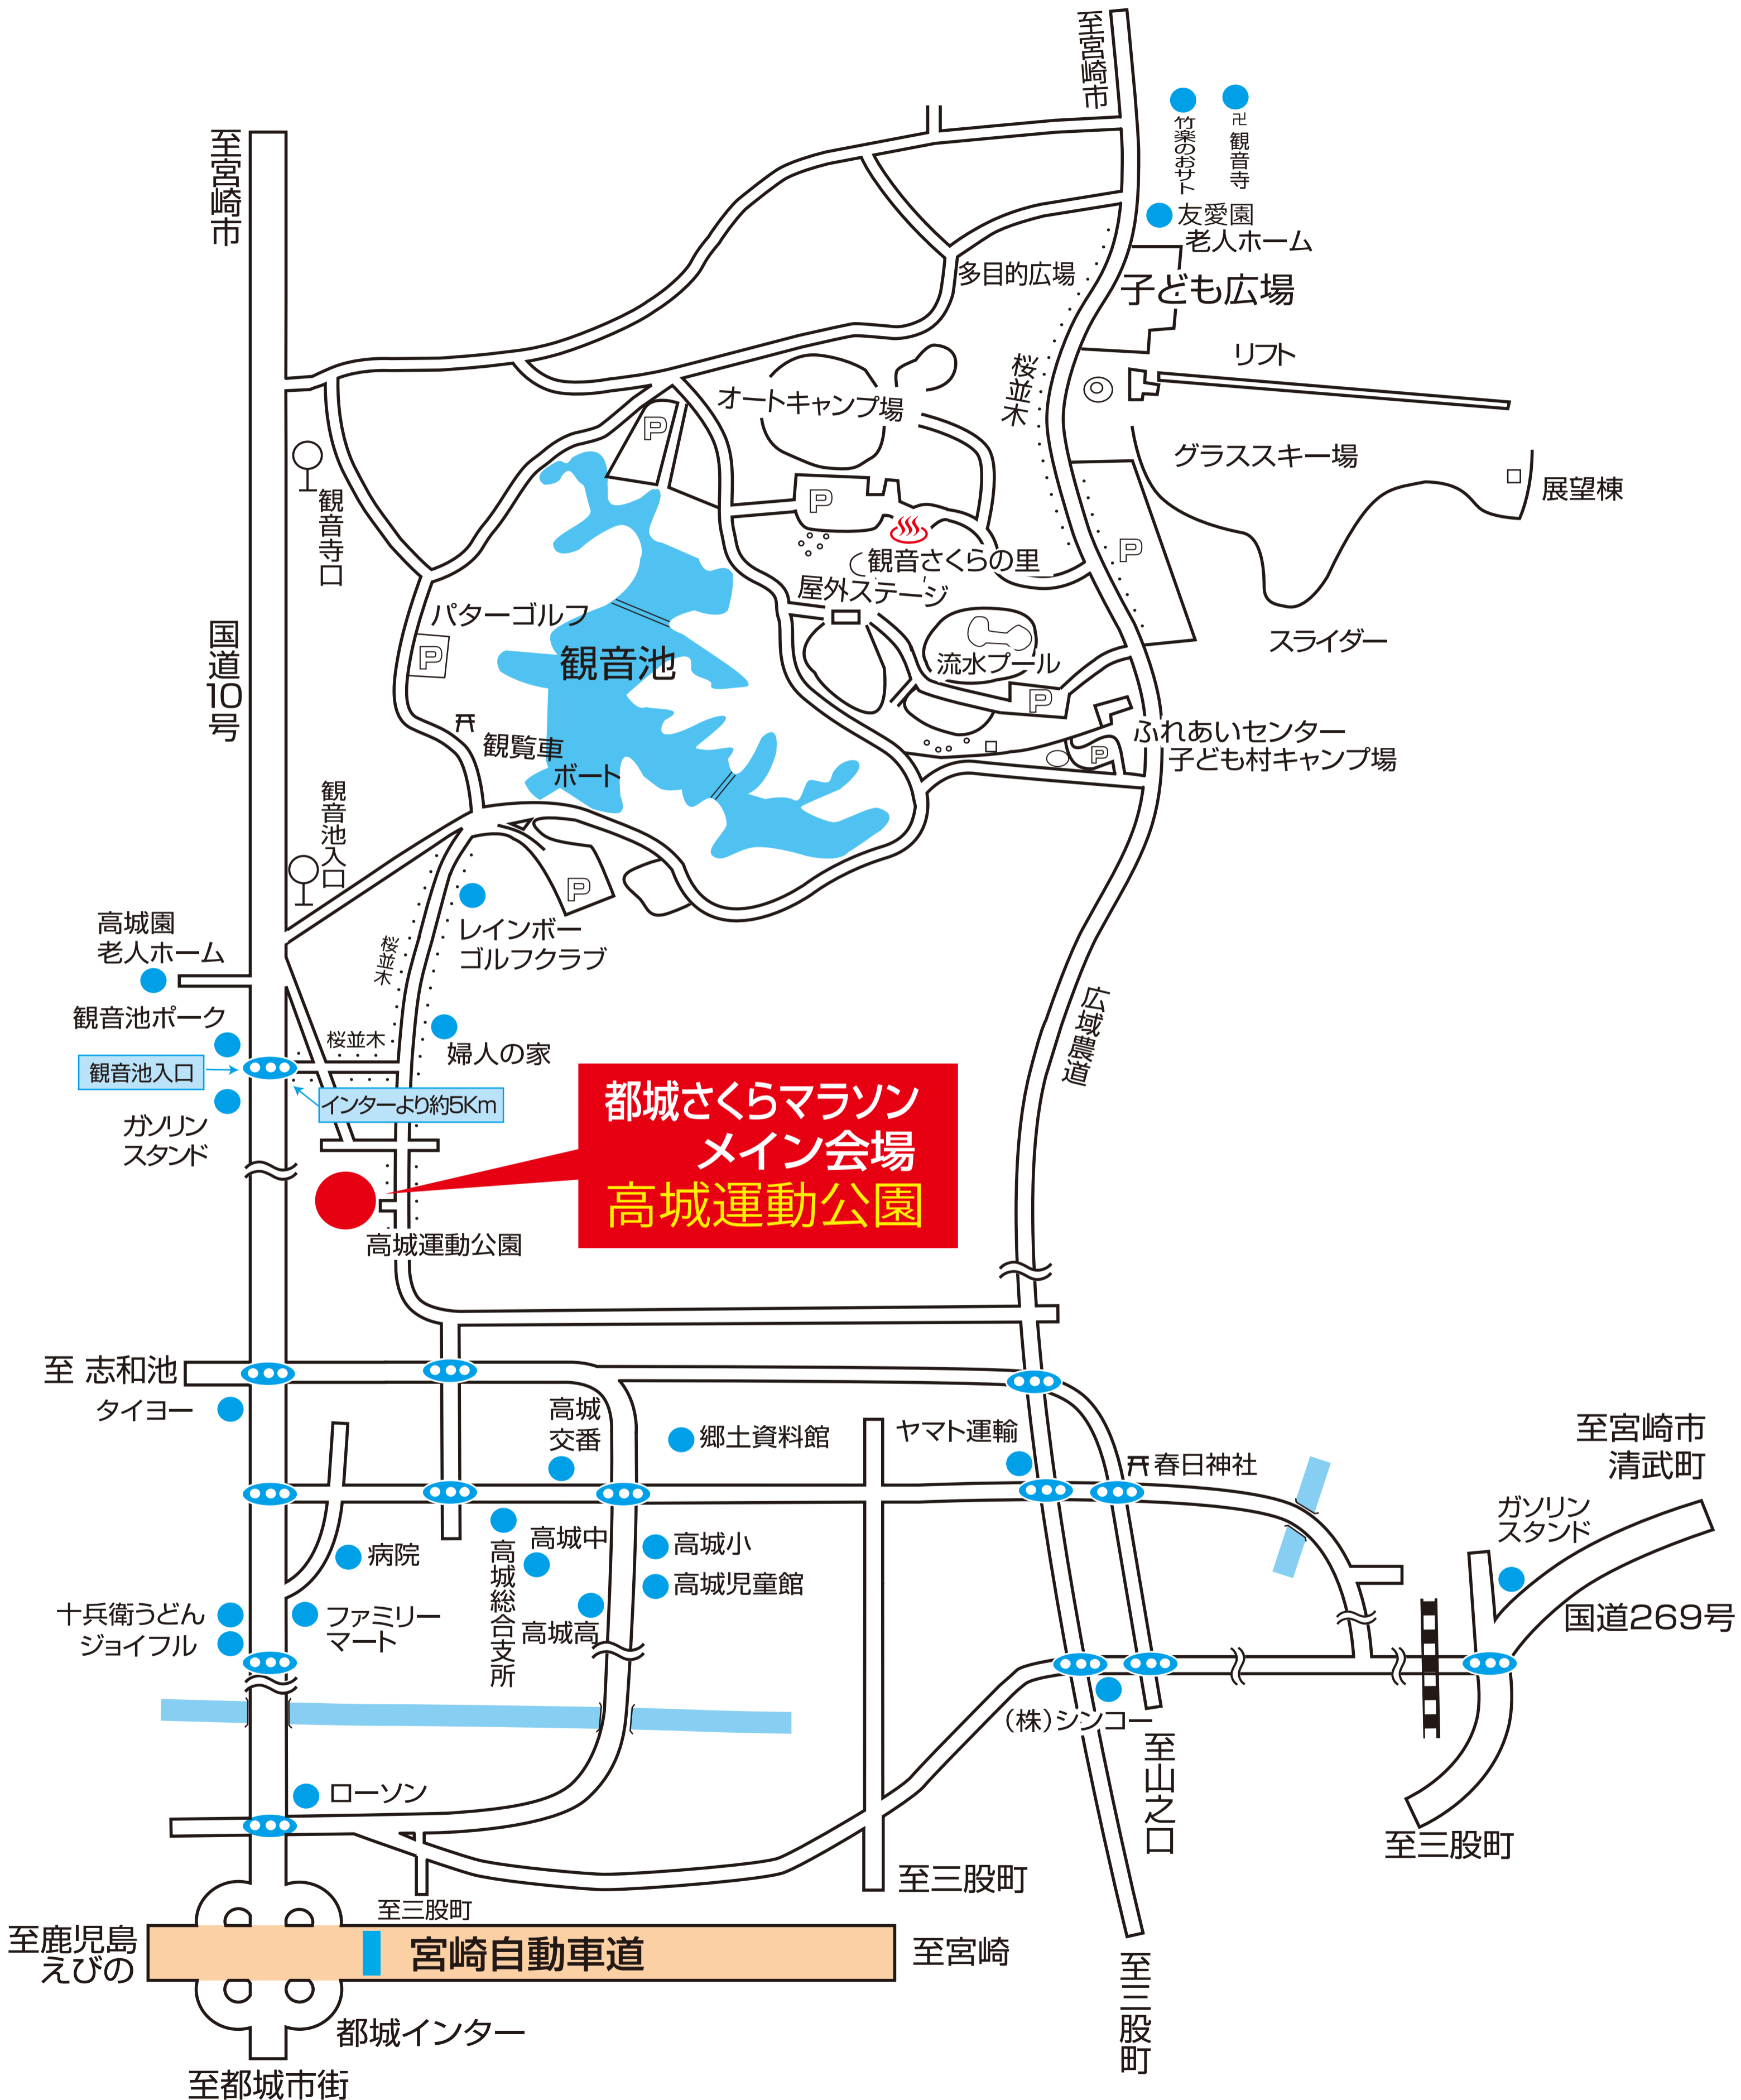 至宮崎市
竹楽のおサト
卍 観音寺
友愛園
老人ホーム
至宮崎市
多目的広場
子ども広場
リフト
桜並木
オートキャンプ場
P
グラススキー場
展望棟
P
観音寺口
観音さくらの里
P
屋外ステージ
パターゴルフ
スライダー
国道10号
P
観音池
流水プール
P
観覧車
ふれあいセンター
P
子ども村キャンプ場
ボート
観音池入口
P
高城園
老人ホーム
レインボー
ゴルフクラブ
桜並木
観音池ポーク
桜並木
婦人の家
広域農道
観音池入口
インターより約5Km
ガソリン
スタンド
都城さくらマラソン
メイン会場
高城運動公園
高城運動公園
至 志和池
タイヨー
高城
交番
郷土資料館
ヤマト運輸
春日神社
至宮崎市
清武町
ガソリン
スタンド
病院
高城総合支所
高城中
高城小
高城児童館
高城高
十兵衛うどん
ジョイフル
ファミリー
マート
国道269号
(株)シンコー
至山之口
ローソン
至三股町
至三股町
至三股町
至鹿児島
えびの
宮崎自動車道
至宮崎
至三股町
都城インター
至都城市街